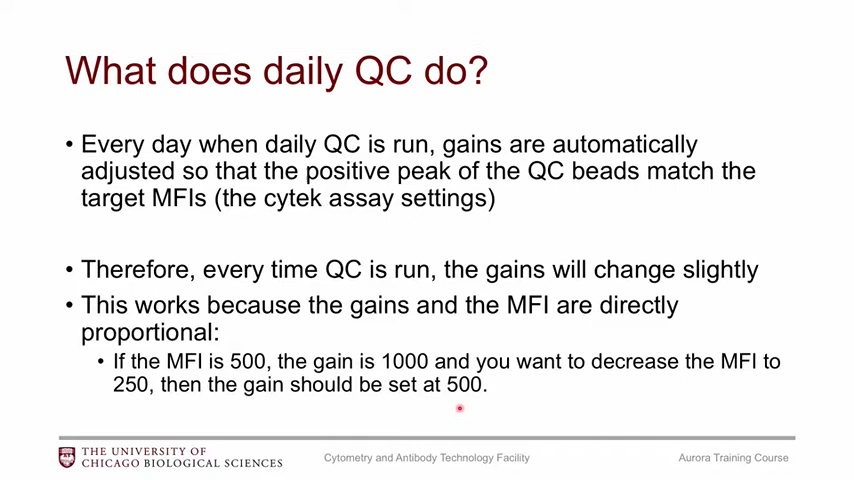 What does daily QC do?
• Every day when daily QC is run, gains are automatically
adjusted so that the positive peak of the QC beads match the
target MFIs (the cytek assay settings)
• Therefore, every time QC is run, the gains will change slightly
• This works because the gains and the MFI are directly
proportional:
• If the MFI is 500, the gain is 1000 and you want to decrease the MFI to
250, then the gain should be set at 500.
THE UNIVERSITY OF
CHICAGO BIOLOGICAL SCIENCES
Cytometry and Antibody Technology Facility
Aurora Training Course